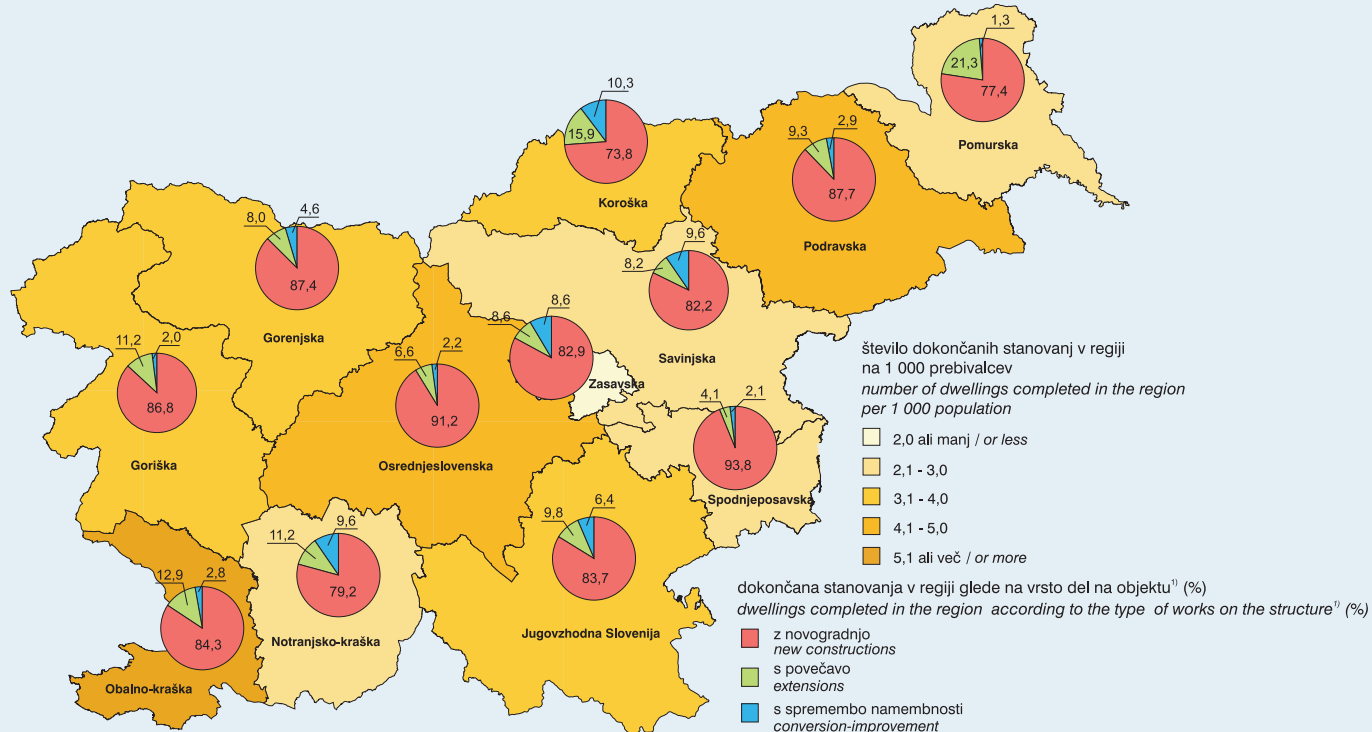 1,3
21,3
77,4
Pomurska
10,3
15,9
73,8
Koroška
9,3
2,9
87,7
Podravska
8,0
4,6
87,4
Gorenjska
9,6
8,2
82,2
Savinjska
8,6
8,6
82,9
Zasavska
11,2
2,0
86,8
Goriška
6,6
2,2
91,2
Osrednjeslovenska
4,1
2,1
93,8
Spodnjeposavska
9,8
6,4
83,7
Jugovzhodna Slovenija
11,2
9,6
79,2
Notranjsko-kraška
12,9
2,8
84,3
Obalno-kraška
število dokončanih stanovanj v regiji
na 1 000 prebivalcev
number of dwellings completed in the region
per 1 000 population
2,0 ali manj / or less
2,1 - 3,0
3,1 - 4,0
4,1 - 5,0
5,1 ali več / or more
dokončana stanovanja v regiji glede na vrsto del na objektu¹⁾ (%)
dwellings completed in the region according to the type of works on the structure¹⁾ (%)
z novogradnjo
new constructions
s povečavo
extensions
s spremembo namembnosti
conversion-improvement